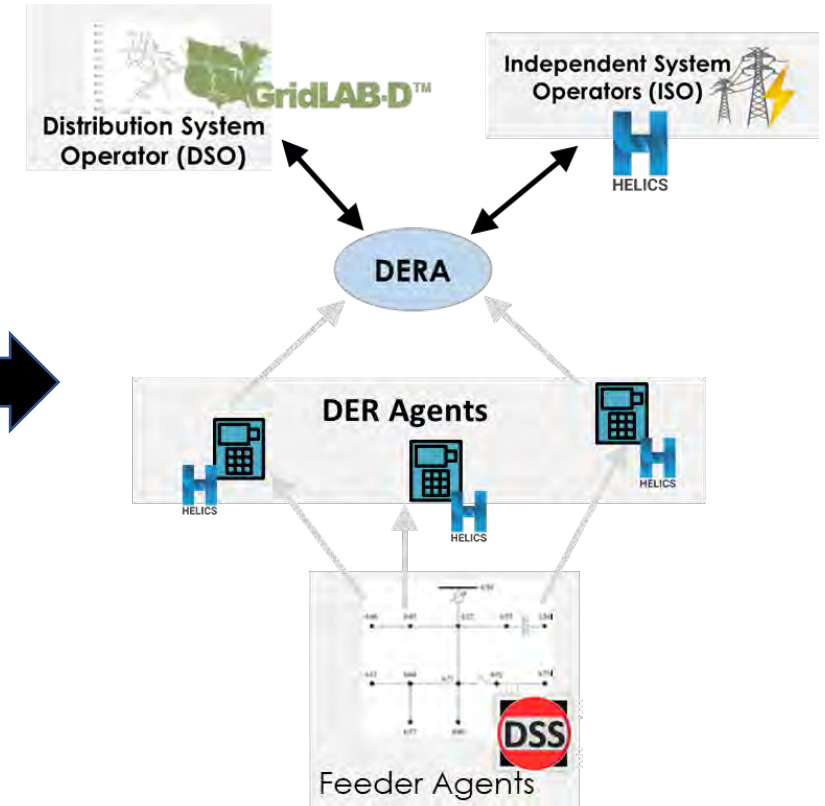 GridLAB-D™
Distribution System
Operator (DSO)
Independent System
Operators (ISO)
HELICS
DERA
DER Agents
HELICS
HELICS
HELICS
DSS
Feeder Agents